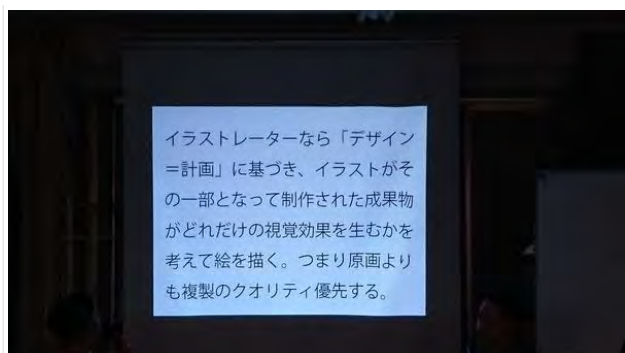 イラストレーターなら「デザイン
＝計画」に基づき、イラストがそ
の一部となって制作された成果物
がどれだけの視覚効果を生むかを
考えて絵を描く。つまり原画より
も複製のクオリティ優先する。